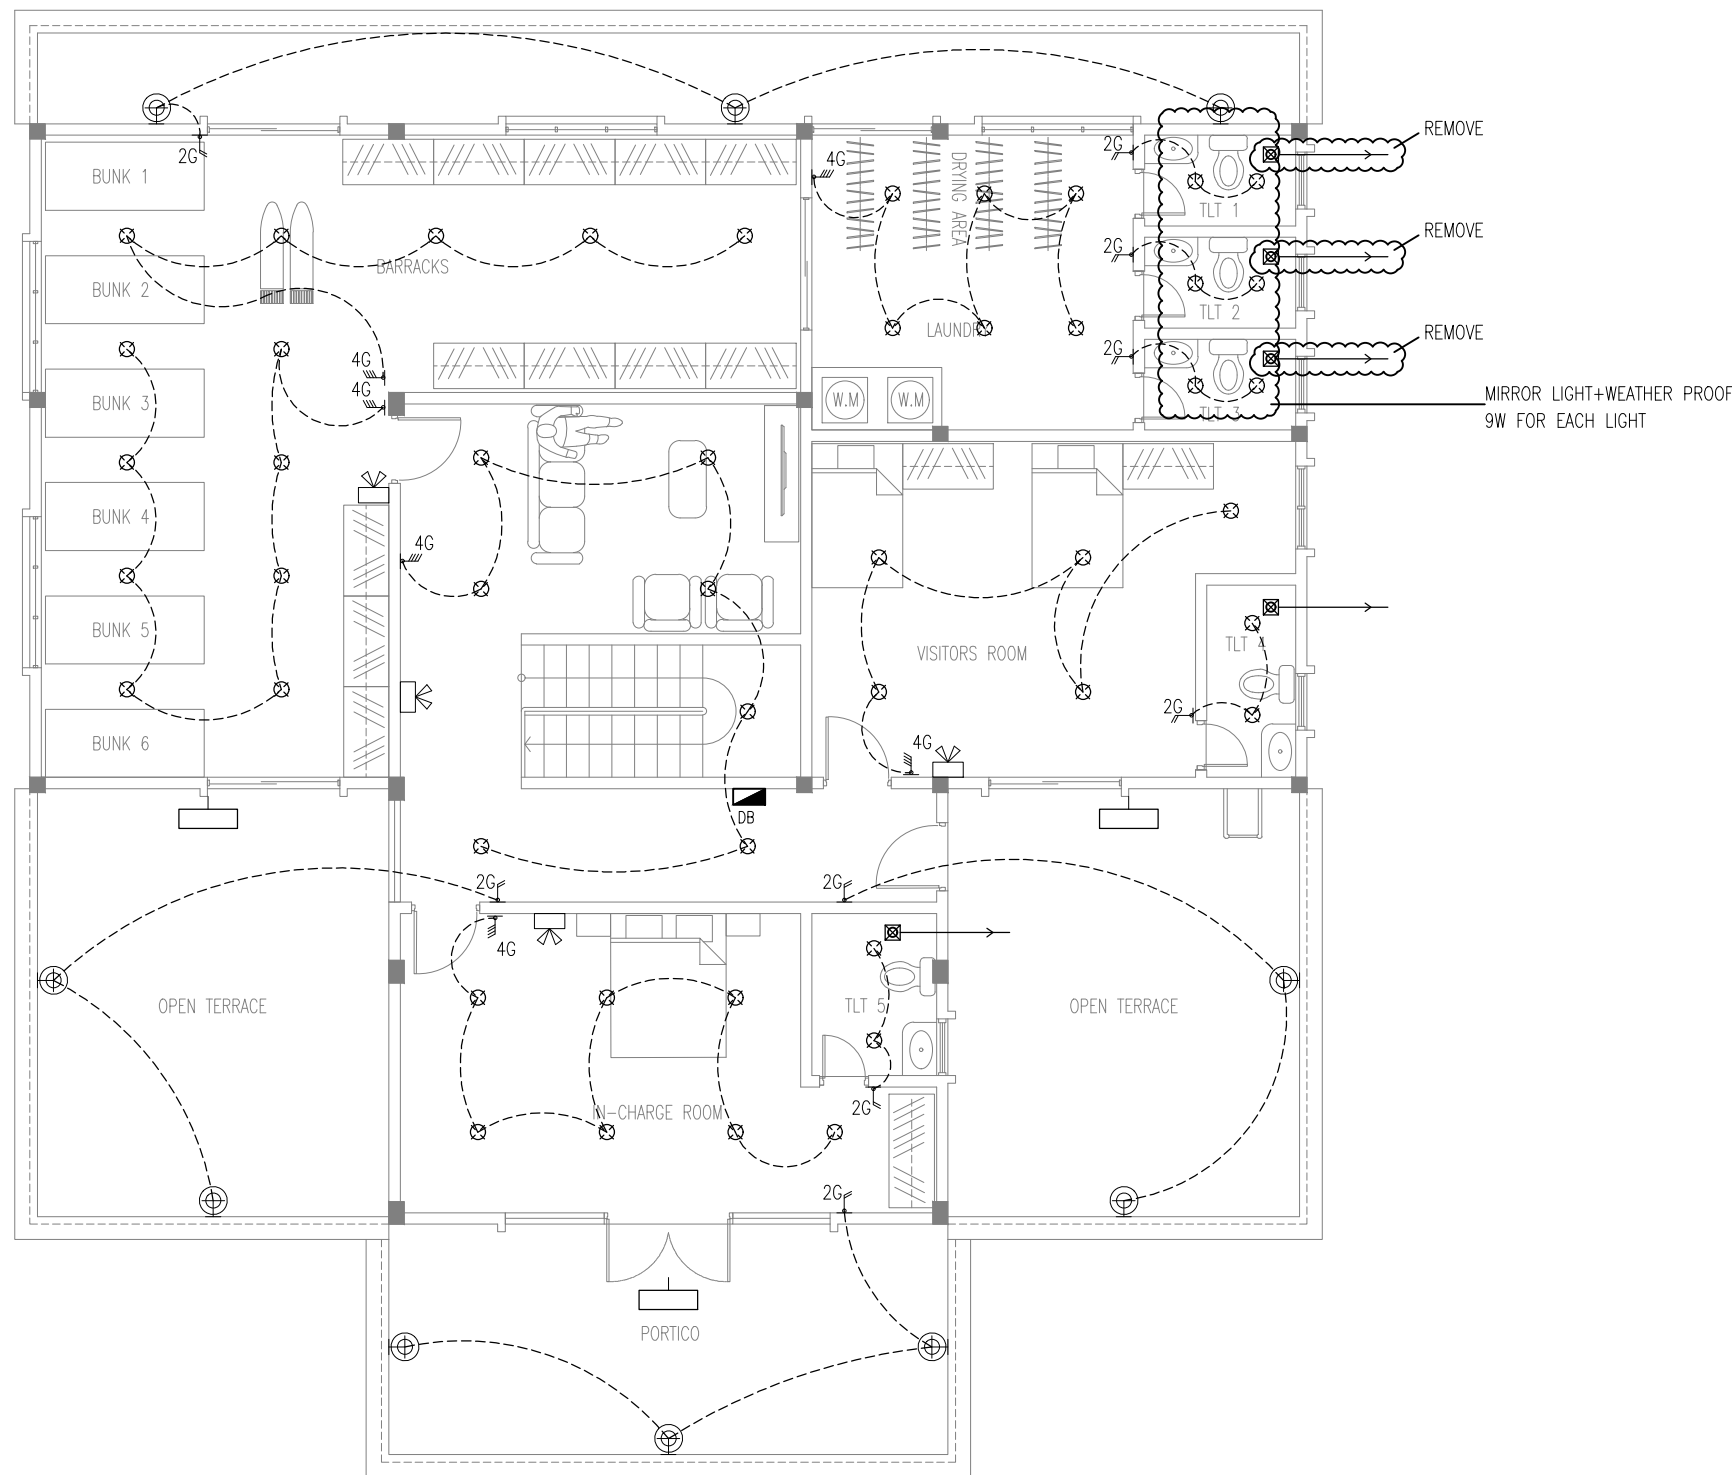 REMOVE
2G
2G
4G
BUNK 1
DRYING AREA
TLT 1
REMOVE
2G
BARRACKS
BUNK 2
TLT 2
LAUNDRY
REMOVE
4G
2G
4G
MIRROR LIGHT+WEATHER PROOF
9W FOR EACH LIGHT
BUNK 3
W.M
W.M
TLT 3
BUNK 4
4G
BUNK 5
TLT 4
VISITORS ROOM
2G
BUNK 6
4G
DB
2G
2G
4G
OPEN TERRACE
TLT 5
OPEN TERRACE
2G
IN-CHARGE ROOM
2G
PORTICO